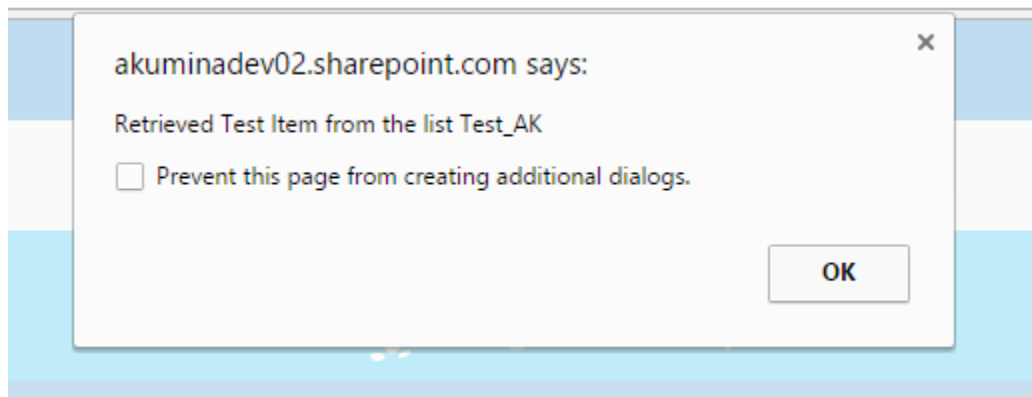 akuminadev02.sharepoint.com says:
Retrieved Test Item from the list Test_AK
Prevent this page from creating additional dialogs.
OK